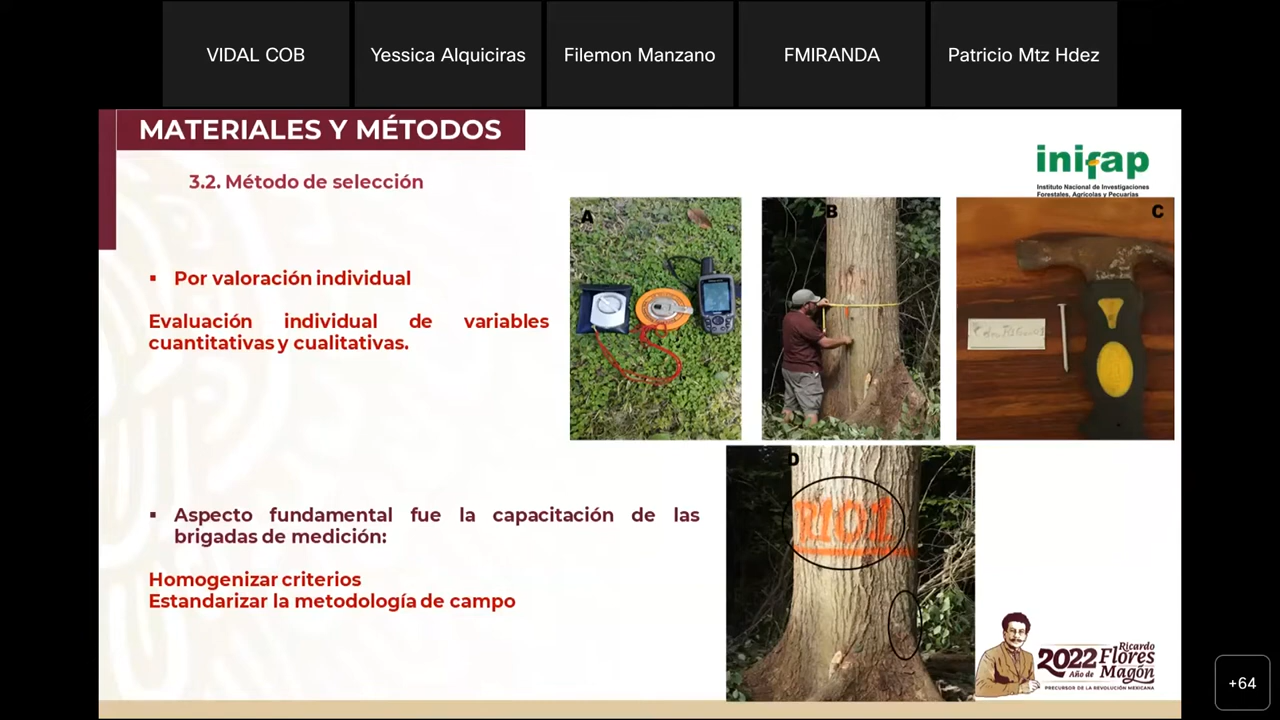 VIDAL COB
Yessica Alquiciras
Filemon Manzano
FMIRANDA
Patricio Mtz Hdez
MATERIALES Y MÉTODOS
3.2. Método de selección
inifap
Instituto Nacional de Investigaciones
Forestales, Agrícolas y Pecuarias
A
B
C
▪ Por valoración individual
Evaluación individual de variables
cuantitativas y cualitativas.
D
R101
▪ Aspecto fundamental fue la capacitación de las
brigadas de medición:
Homogenizar criterios
Estandarizar la metodología de campo
2022
Año de
Ricardo
Flores
Magón
PRECURSOR DE LA REVOLUCIÓN MEXICANA
+64